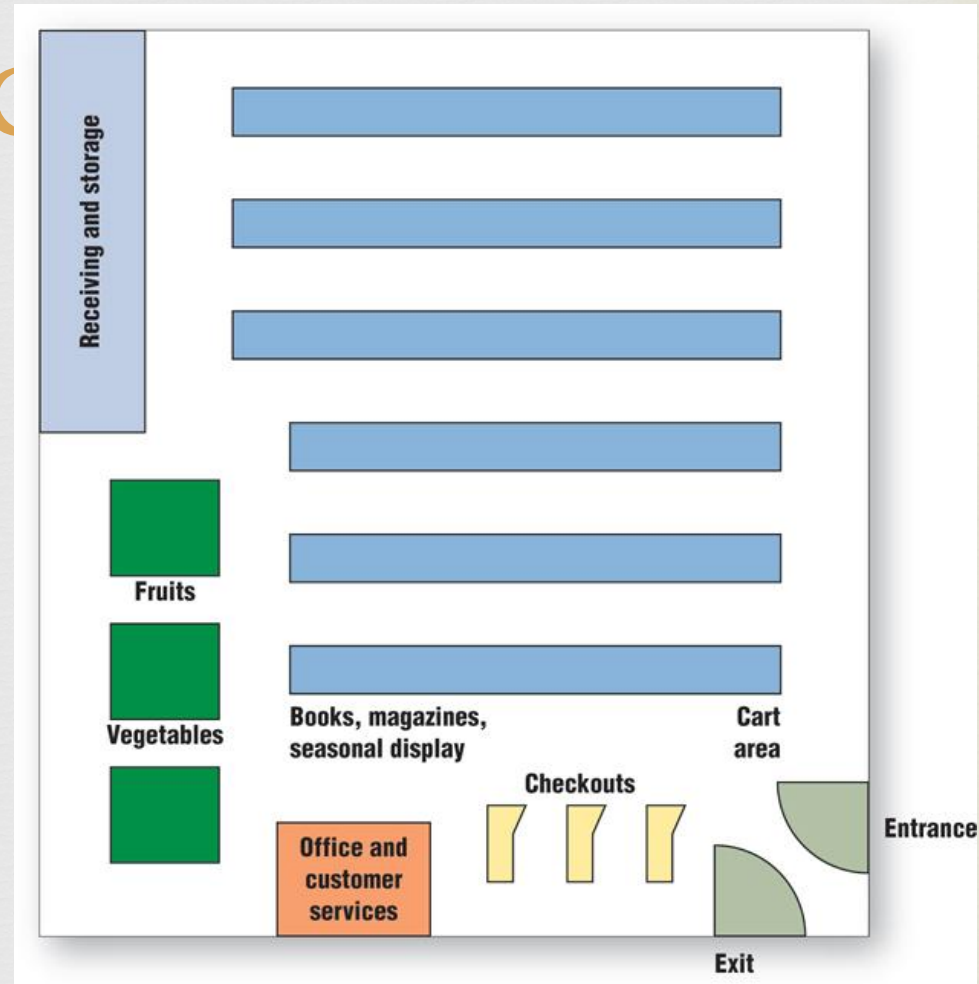 Receiving and storage
Fruits
Vegetables
Books, magazines,
seasonal display
Cart
area
Checkouts
Office and
customer
services
Entrance
Exit